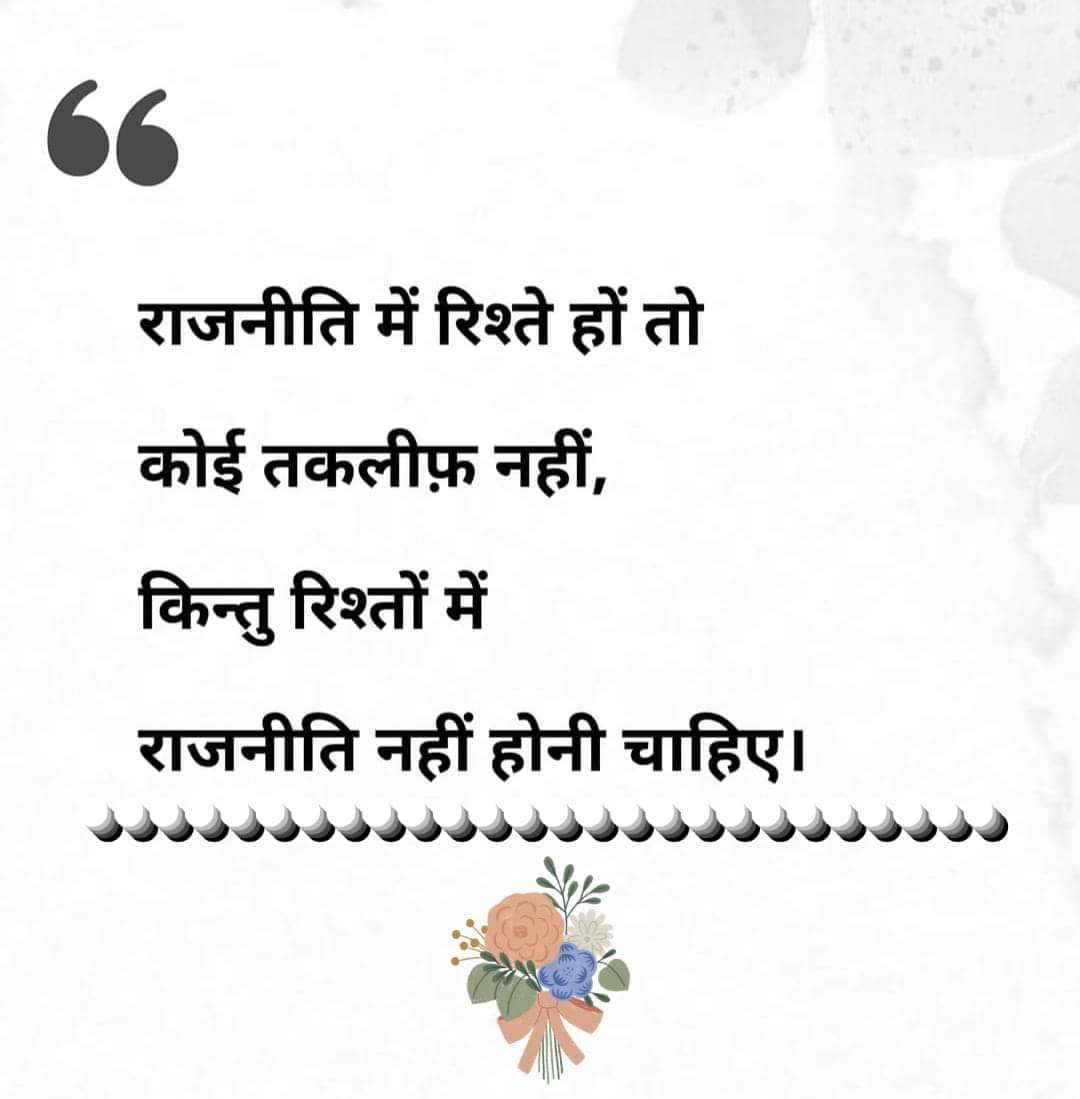 राजनीति में रिश्ते हों तो
कोई तकलीफ़ नहीं,
किन्तु रिश्तों में
राजनीति नहीं होनी चाहिए।